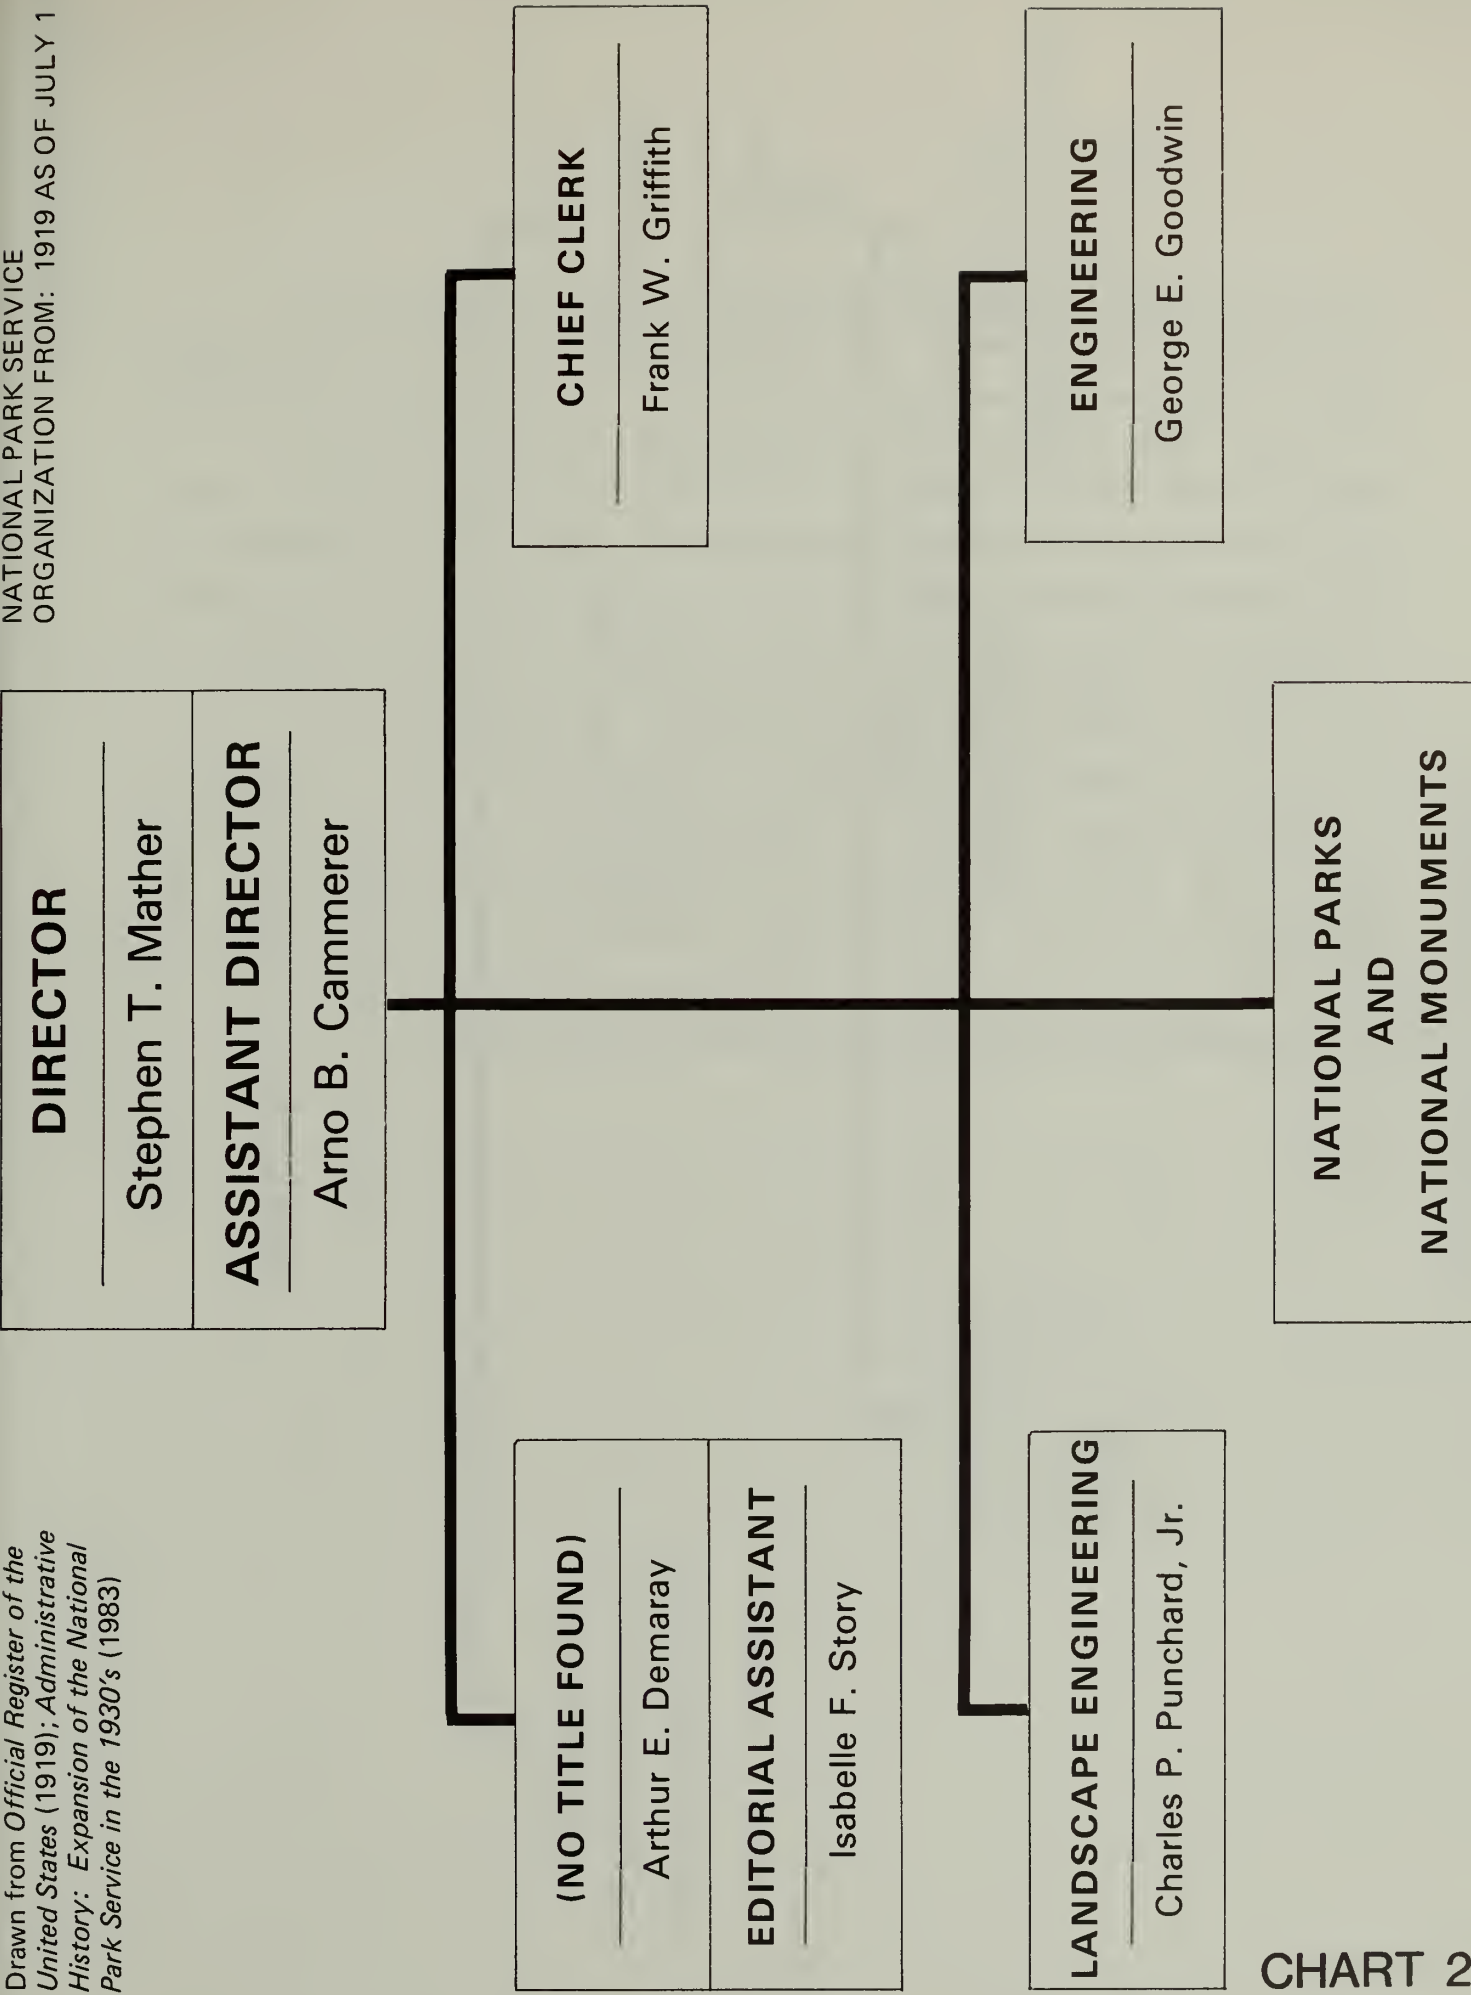 Drawn from Official Register of the
United States (1919); Administrative
History: Expansion of the National
Park Service in the 1930's (1983)
NATIONAL PARK SERVICE
ORGANIZATION FROM: 1919 AS OF JULY 1
DIRECTOR
Stephen T. Mather
ASSISTANT DIRECTOR
Arno B. Cammerer
(NO TITLE FOUND)
Arthur E. Demaray
EDITORIAL ASSISTANT
Isabelle F. Story
CHIEF CLERK
Frank W. Griffith
LANDSCAPE ENGINEERING
Charles P. Punchard, Jr.
ENGINEERING
George E. Goodwin
NATIONAL PARKS
AND
NATIONAL MONUMENTS
CHART 2